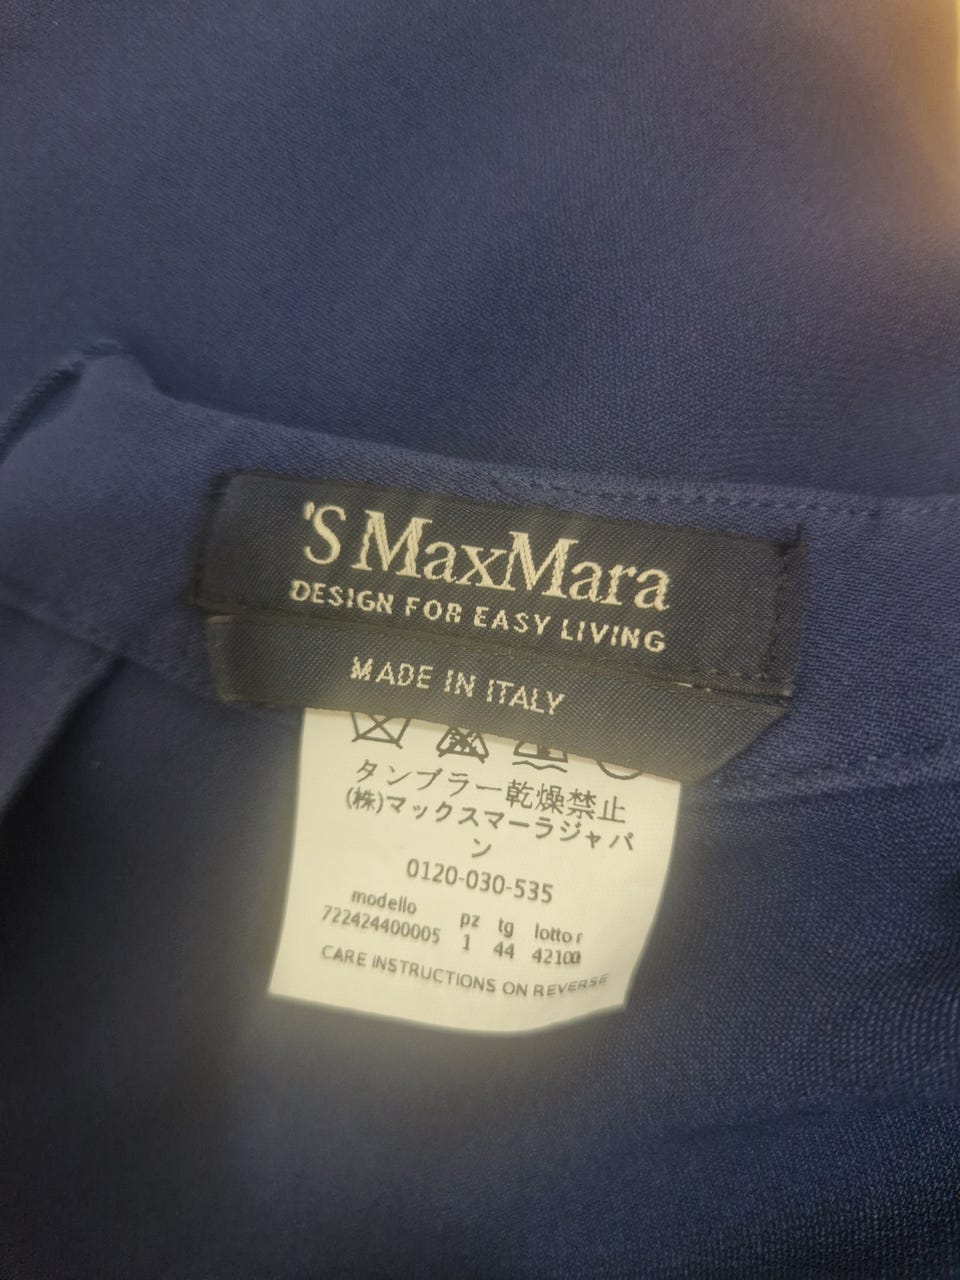 'S MaxMara
DESIGN FOR EASY LIVING
MADE IN ITALY
タンブラー乾燥禁止
(株)マックスマーラジャパ
ン
0120-030-535
modello pz tg lotto r
722424400005 1 44
CARE INSTRUCTIONS ON REVERSE